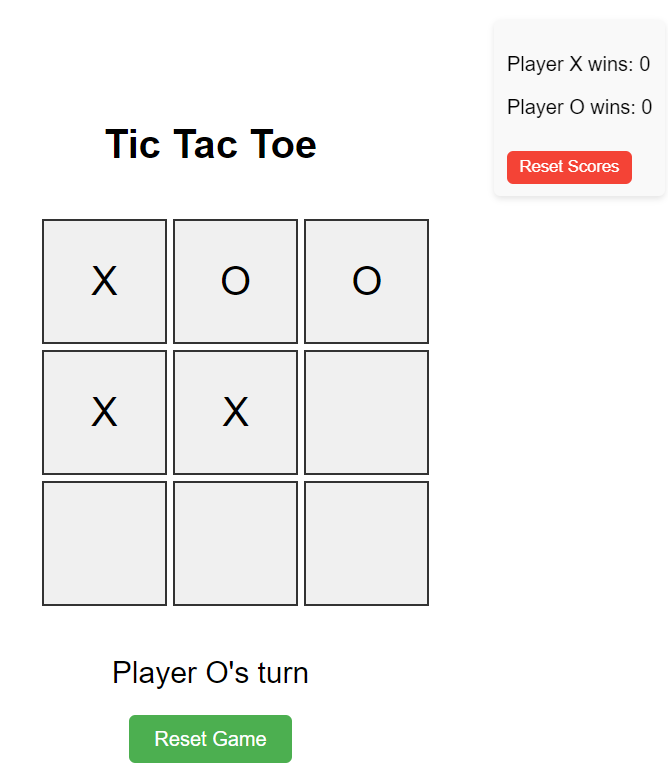 Player X wins: 0
Player O wins: 0
Reset Scores
Tic Tac Toe
X O O
X X
Player O's turn
Reset Game